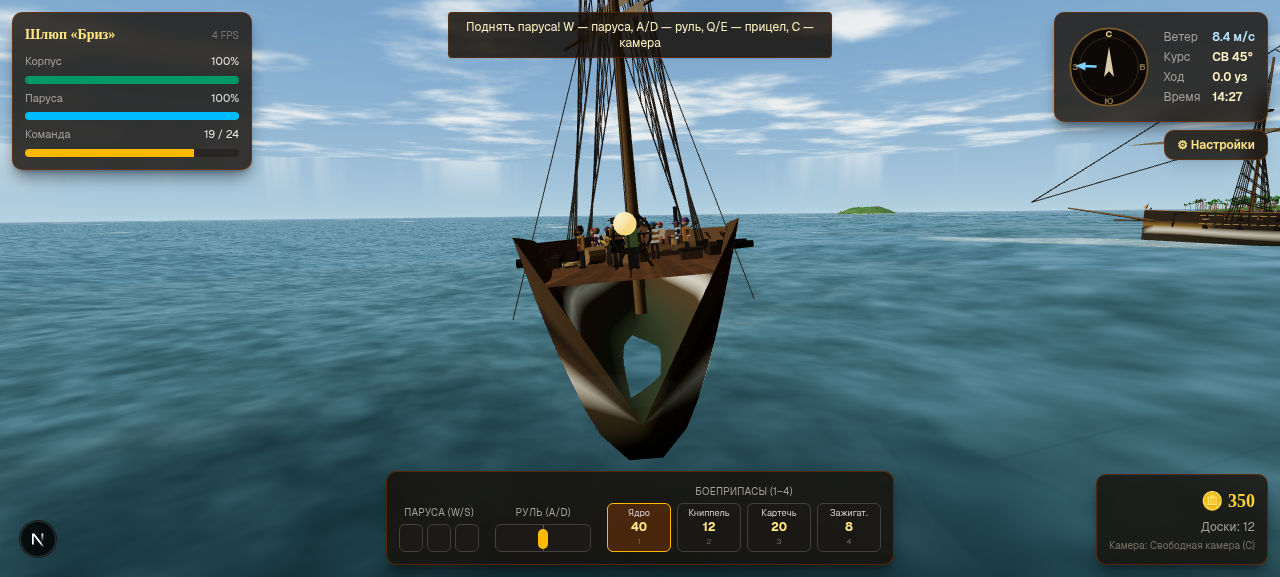 Шлюп «Бриз»
4 FPS
Корпус 100%
Паруса 100%
Команда 19 / 24
Поднять паруса! W — паруса, A/D — руль, Q/E — прицел, C —
камера
С
З В
Ю
Ветер 8.4 м/с
Курс СВ 45°
Ход 0.0 уз
Время 14:27
⚙ Настройки
ПАРУСА (W/S)
РУЛЬ (A/D)
БОЕПРИПАСЫ (1–4)
Ядро
40
1
Книппель
12
2
Картечь
20
3
Зажигат.
8
4
350
Доски: 12
Камера: Свободная камера (C)
N